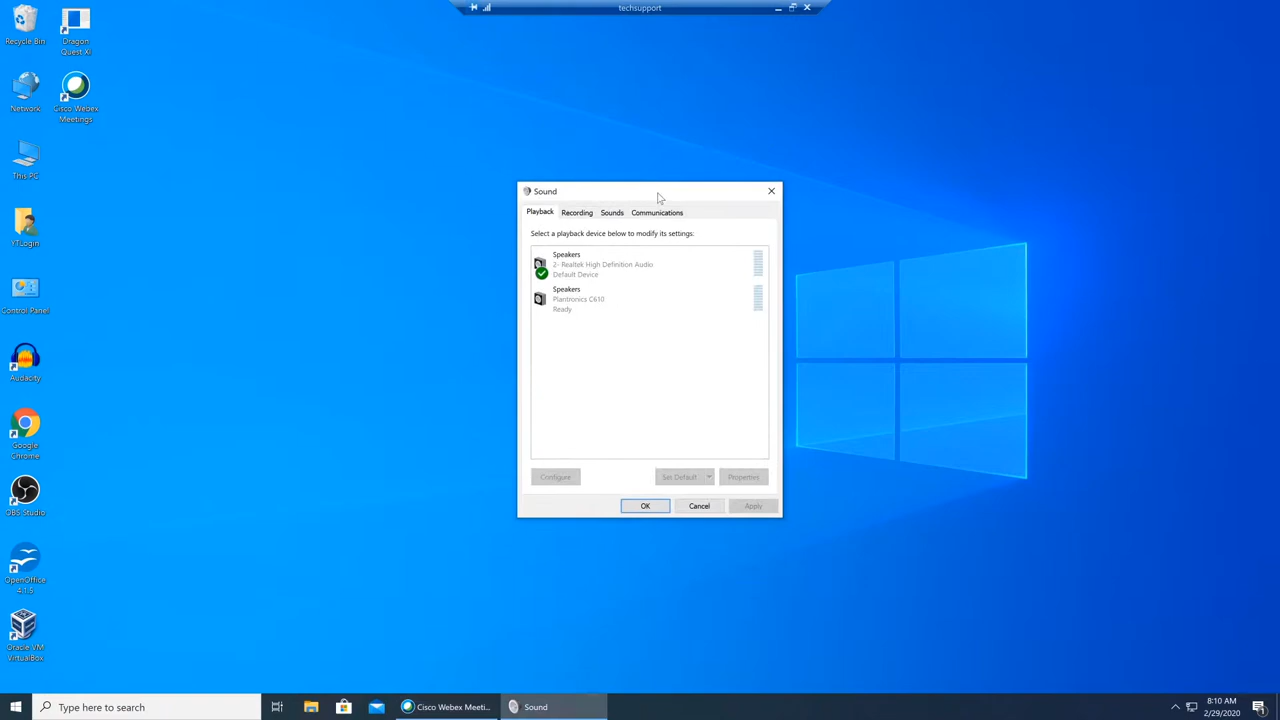 techsupport
Recycle Bin
Dragon
Quest XI
Network
Cisco Webex
Meetings
This PC
YTLogin
Control Panel
Audacity
Google
Chrome
OBS Studio
OpenOffice
4.1.5
Oracle VM
VirtualBox
Sound
Playback
Recording
Sounds
Communications
Select a playback device below to modify its settings:
Speakers
2- Realtek High Definition Audio
Default Device
Speakers
Plantronics C610
Ready
Configure
Set Default
Properties
OK
Cancel
Apply
Type here to search
Cisco Webex Meeti...
Sound
8:10 AM
2/29/2020